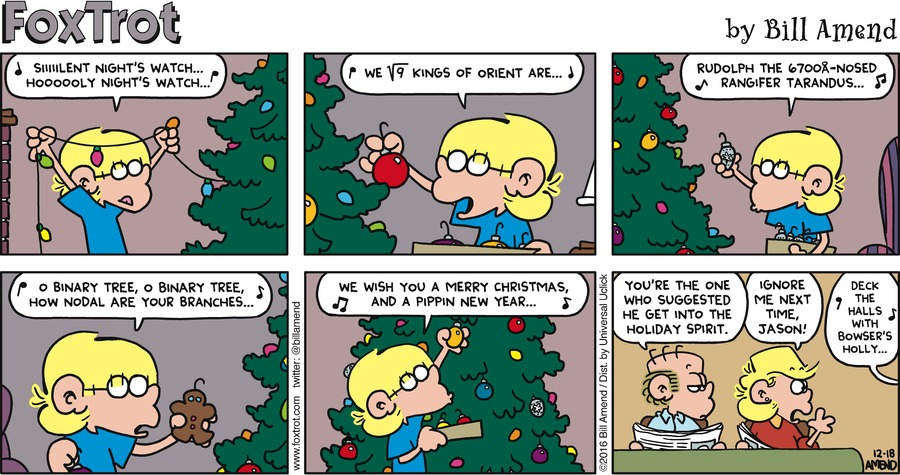 FoxTrot
by Bill Amend
SIIIIILENT NIGHT'S WATCH...
HOOOOOLY NIGHT'S WATCH...
WE √9 KINGS OF ORIENT ARE...
RUDOLPH THE 6700Å-NOSED
RANGIFER TARANDUS...
O BINARY TREE, O BINARY TREE,
HOW NODAL ARE YOUR BRANCHES...
www.foxtrot.com twitter: @billamend
WE WISH YOU A MERRY CHRISTMAS,
AND A PIPPIN NEW YEAR...
©2016 Bill Amend / Dist. by Universal Uclick
YOU'RE THE ONE
WHO SUGGESTED
HE GET INTO THE
HOLIDAY SPIRIT.
IGNORE
ME NEXT
TIME,
JASON!
DECK
THE
HALLS
WITH
BOWSER'S
HOLLY...
12-18
AMEND